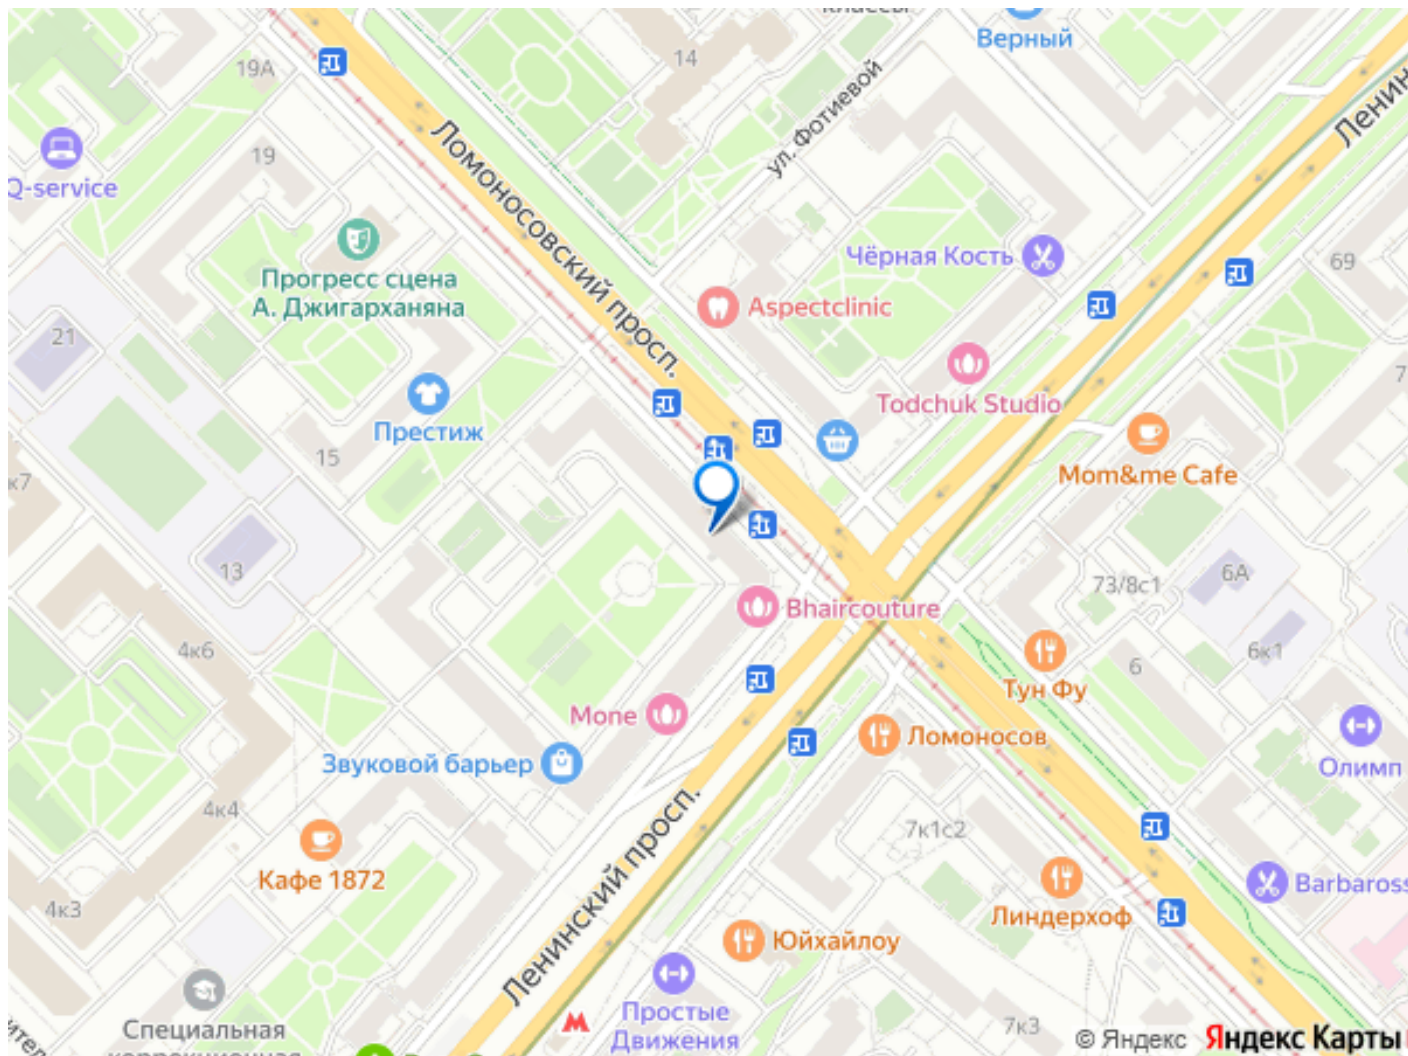 Верный
14
19А
ул. Фотиевой
Ломоносовский просп.
19
Q-service
Прогресс сцена
А. Джигарханяна
Чёрная Кость
69
Aspectclinic
21
Todchuk Studio
Престиж
15
Mom&me Cafe
к7
13
73/8с1
6А
Bhaircouture
4к6
6к1
6
Тун Фу
Mone
Ломоносов
Звуковой барьер
Олимп
Ленинский просп.
4к4
7к1с2
Кафе 1872
Barbaross
4к3
Линдерхоф
Юйхайлоу
Простые
Движения
Специальная
7к3
© Яндекс
Яндекс Карты